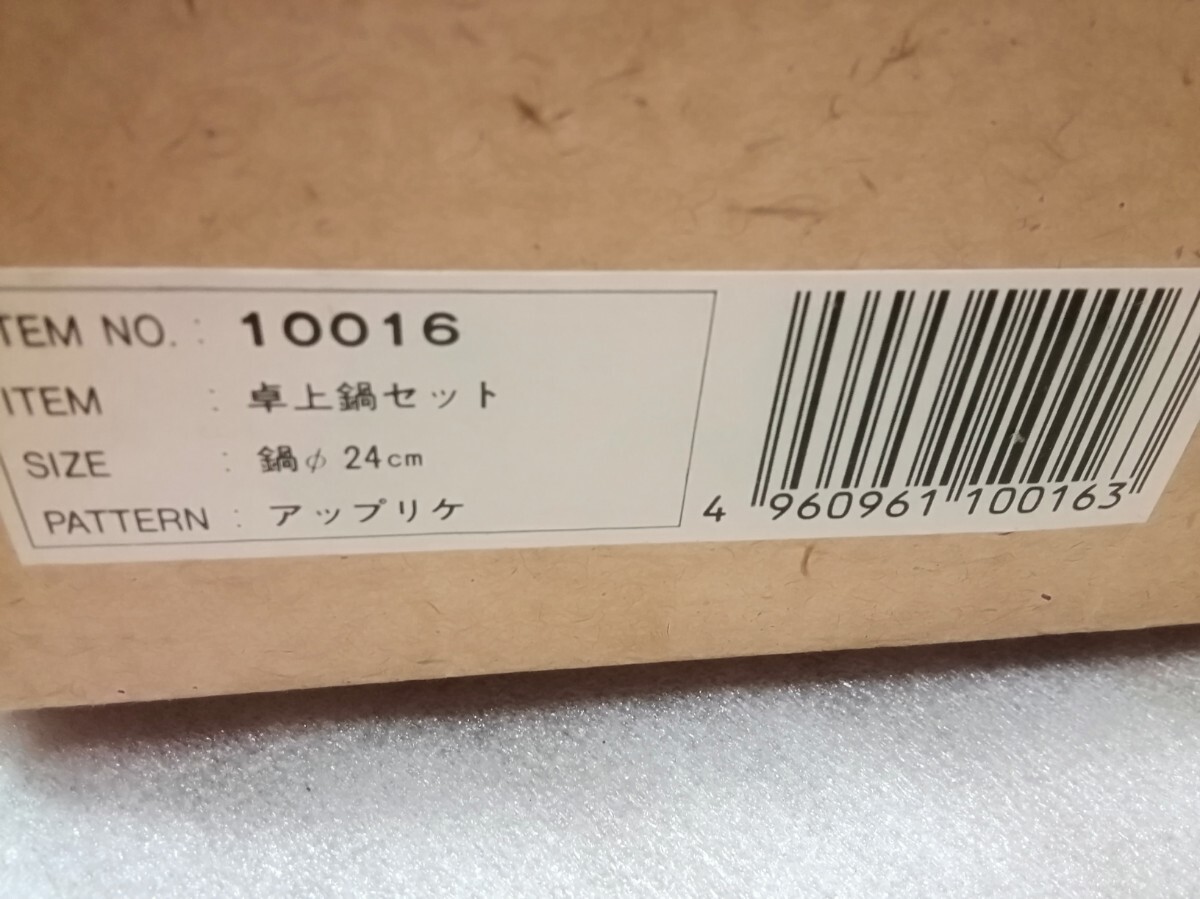 TEM NO. : 10016
ITEM : 卓上鍋セット
SIZE : 鍋φ 24cm
PATTERN : アップリケ
4 960961 100163